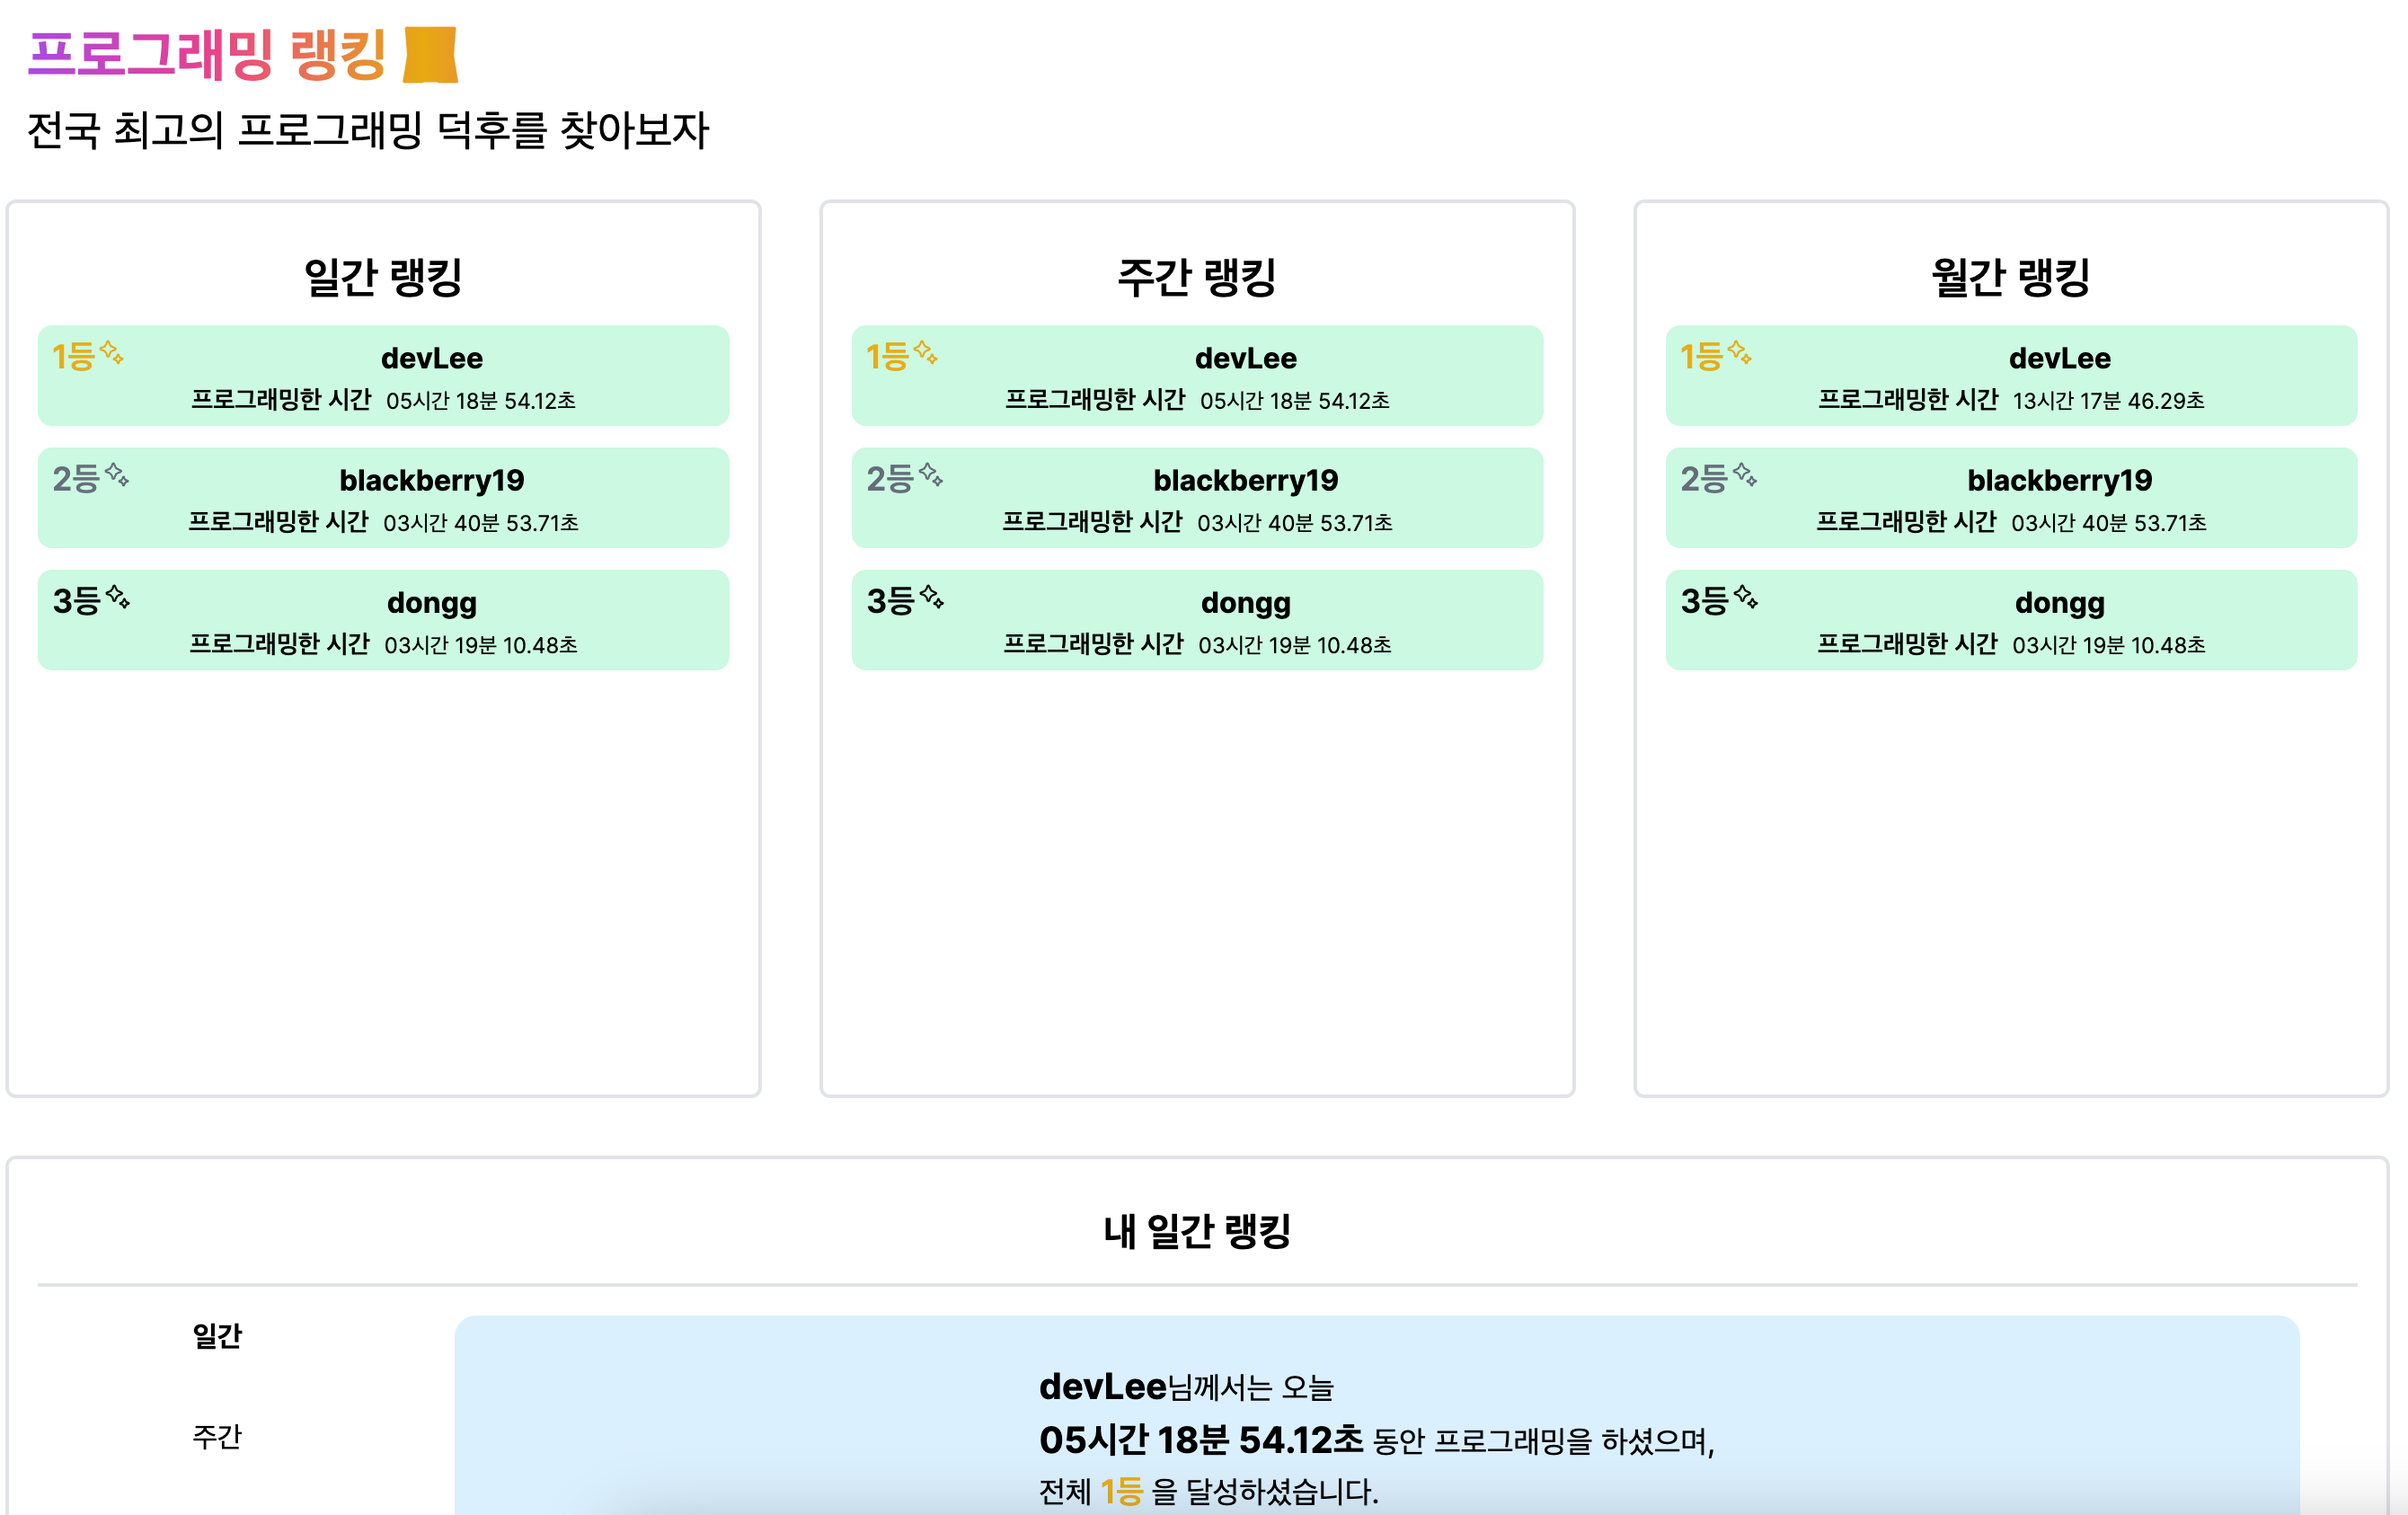 프로그래밍 랭킹
전국 최고의 프로그래밍 덕후를 찾아보자
일간 랭킹
1등
devLee
프로그래밍한 시간 05시간 18분 54.12초
2등
blackberry19
프로그래밍한 시간 03시간 40분 53.71초
3등
dongg
프로그래밍한 시간 03시간 19분 10.48초
주간 랭킹
1등
devLee
프로그래밍한 시간 05시간 18분 54.12초
2등
blackberry19
프로그래밍한 시간 03시간 40분 53.71초
3등
dongg
프로그래밍한 시간 03시간 19분 10.48초
월간 랭킹
1등
devLee
프로그래밍한 시간 13시간 17분 46.29초
2등
blackberry19
프로그래밍한 시간 03시간 40분 53.71초
3등
dongg
프로그래밍한 시간 03시간 19분 10.48초
내 일간 랭킹
일간
주간
devLee님께서는 오늘
05시간 18분 54.12초 동안 프로그래밍을 하셨으며,
전체 1등 을 달성하셨습니다.